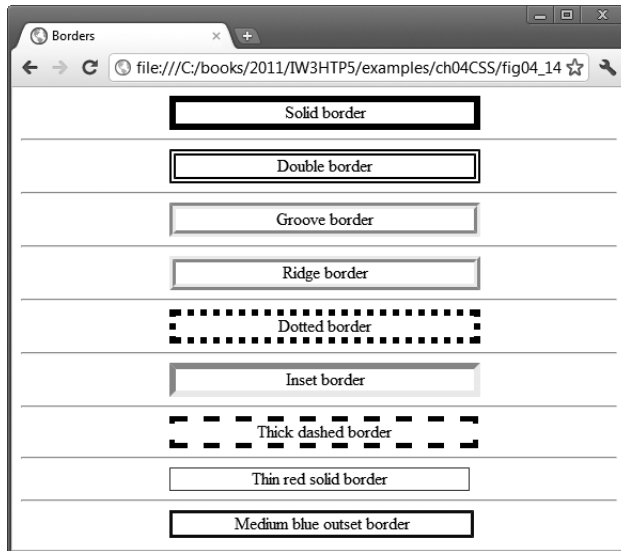 Borders
file:///C:/books/2011/IW3HTP5/examples/ch04CSS/fig04_14
Solid border
Double border
Groove border
Ridge border
Dotted border
Inset border
Thick dashed border
Thin red solid border
Medium blue outset border